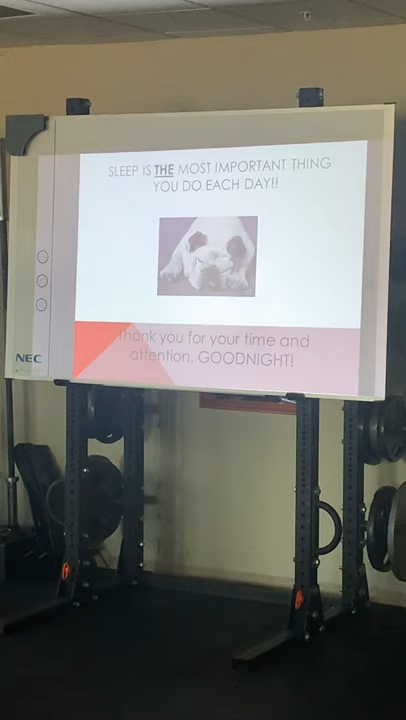 SLEEP IS THE MOST IMPORTANT THING
YOU DO EACH DAY!!
Thank you for your time and
attention. GOODNIGHT!
NEC